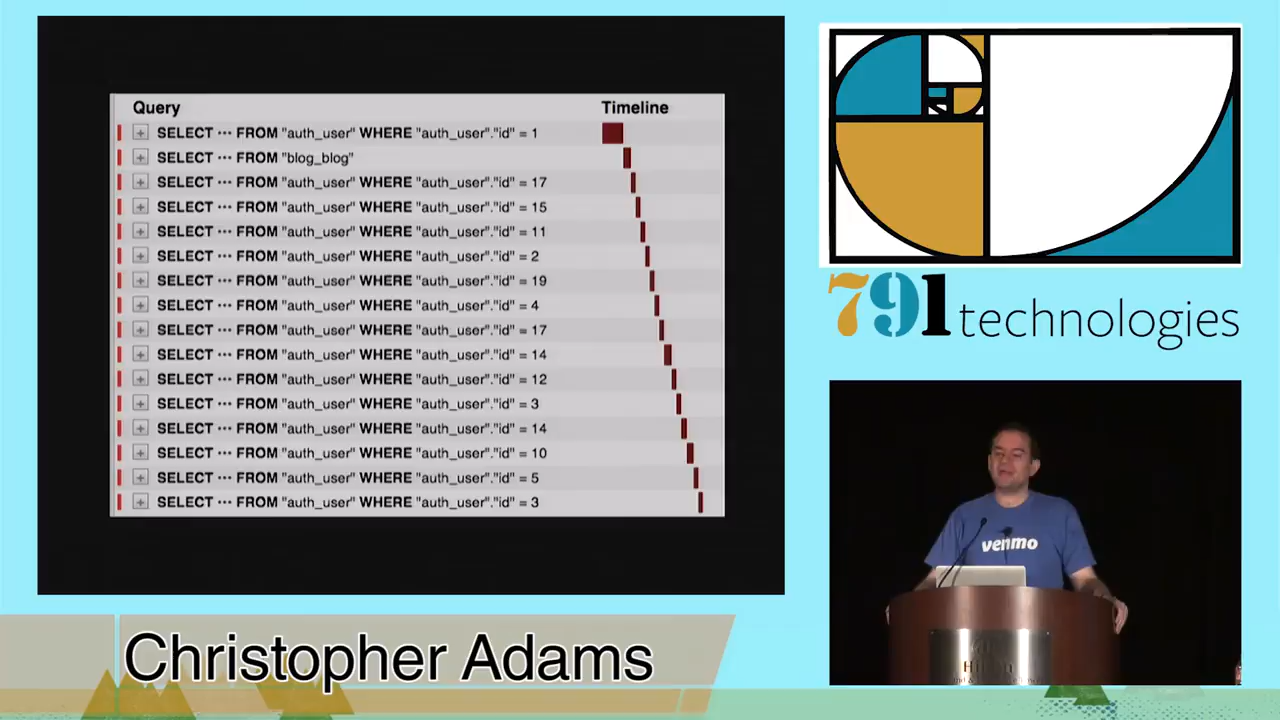 Query Timeline
+ SELECT ··· FROM "auth_user" WHERE "auth_user"."id" = 1
+ SELECT ··· FROM "blog_blog"
+ SELECT ··· FROM "auth_user" WHERE "auth_user"."id" = 17
+ SELECT ··· FROM "auth_user" WHERE "auth_user"."id" = 15
+ SELECT ··· FROM "auth_user" WHERE "auth_user"."id" = 11
+ SELECT ··· FROM "auth_user" WHERE "auth_user"."id" = 2
+ SELECT ··· FROM "auth_user" WHERE "auth_user"."id" = 19
+ SELECT ··· FROM "auth_user" WHERE "auth_user"."id" = 4
+ SELECT ··· FROM "auth_user" WHERE "auth_user"."id" = 17
+ SELECT ··· FROM "auth_user" WHERE "auth_user"."id" = 14
+ SELECT ··· FROM "auth_user" WHERE "auth_user"."id" = 12
+ SELECT ··· FROM "auth_user" WHERE "auth_user"."id" = 3
+ SELECT ··· FROM "auth_user" WHERE "auth_user"."id" = 14
+ SELECT ··· FROM "auth_user" WHERE "auth_user"."id" = 10
+ SELECT ··· FROM "auth_user" WHERE "auth_user"."id" = 5
+ SELECT ··· FROM "auth_user" WHERE "auth_user"."id" = 3
791 technologies
venmo
Christopher Adams